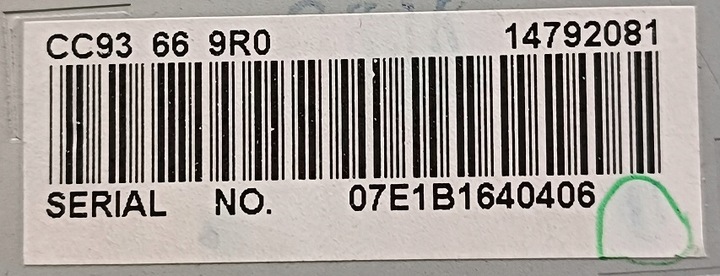 CC93 66 9R0 14792081
SERIAL NO. 07E1B1640406